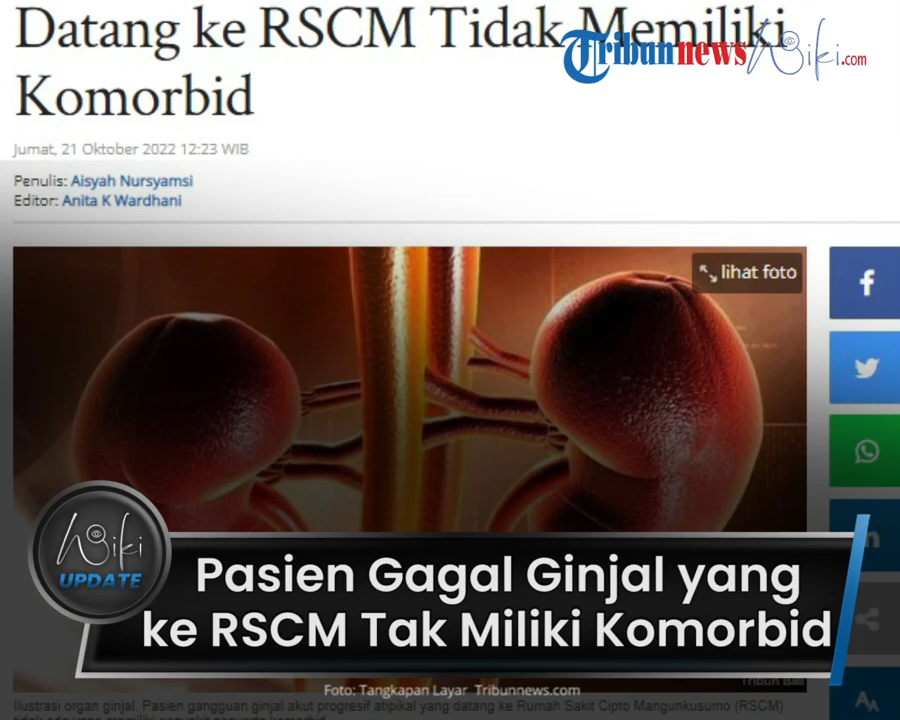 Datang ke RSCM Tidak Memiliki
Komorbid
Tribunnews Wiki.com
Jumat, 21 Oktober 2022 12:23 WIB
Penulis: Aisyah Nursyamsi
Editor: Anita K Wardhani
lihat foto
Wiki
UPDATE
Pasien Gagal Ginjal yang
ke RSCM Tak Miliki Komorbid
Tribun Bali
Foto: Tangkapan Layar Tribunnews.com
Ilustrasi organ ginjal. Pasien gangguan ginjal akut progresif atipikal yang datang ke Rumah Sakit Cipto Mangunkusumo (RSCM)